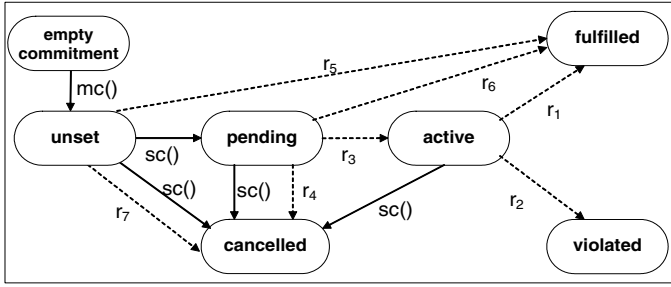 empty
commitment
fulfilled
mc()
r5
r6
r1
unset
pending
active
sc()
r3
sc()
sc()
r4
sc()
r7
r2
cancelled
violated